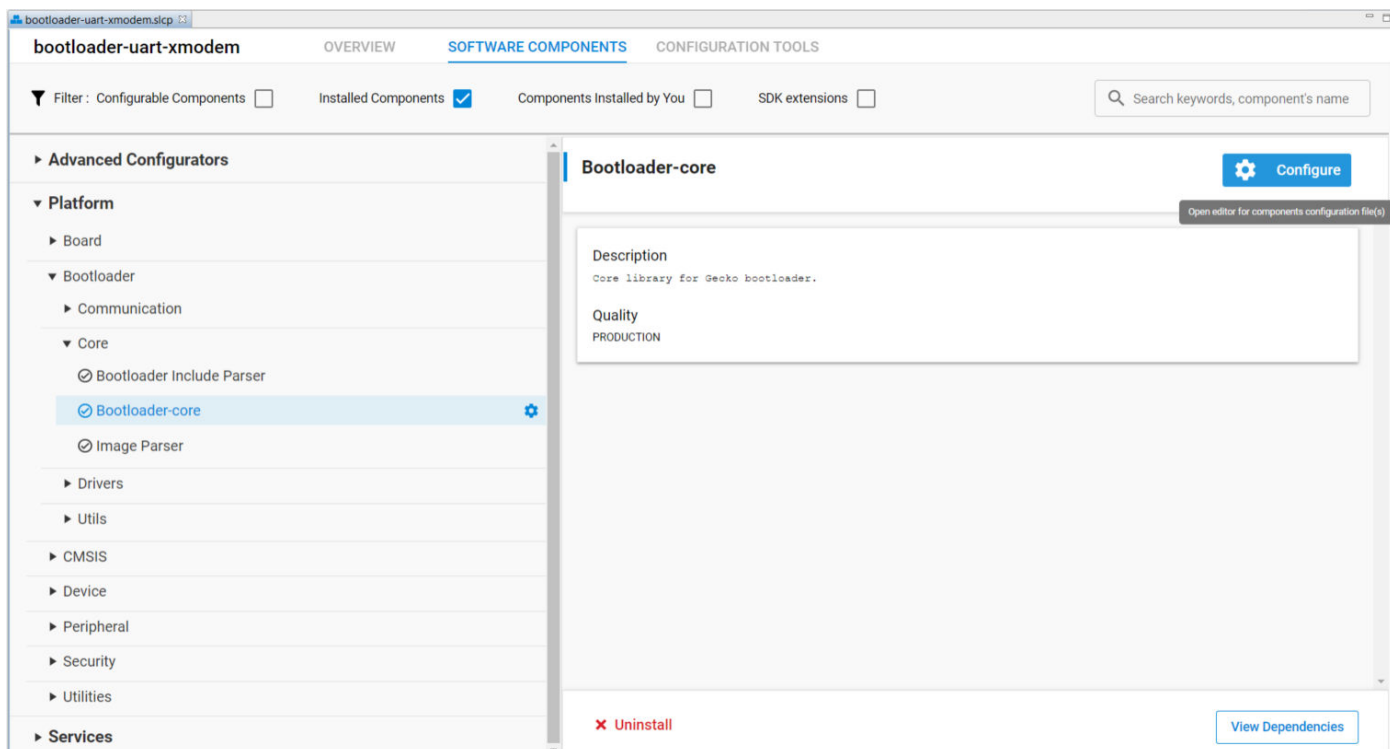 bootloader-uart-xmodem.slcp
bootloader-uart-xmodem OVERVIEW SOFTWARE COMPONENTS CONFIGURATION TOOLS
Filter : Configurable Components Installed Components Components Installed by You SDK extensions Search keywords, component's name
Advanced Configurators
Platform
Board
Bootloader
Communication
Core
Bootloader Include Parser
Bootloader-core
Image Parser
Drivers
Utils
CMSIS
Device
Peripheral
Security
Utilities
Services
Bootloader-core
Configure
Open editor for components configuration file(s)
Description
Core library for Gecko bootloader.
Quality
PRODUCTION
Uninstall
View Dependencies